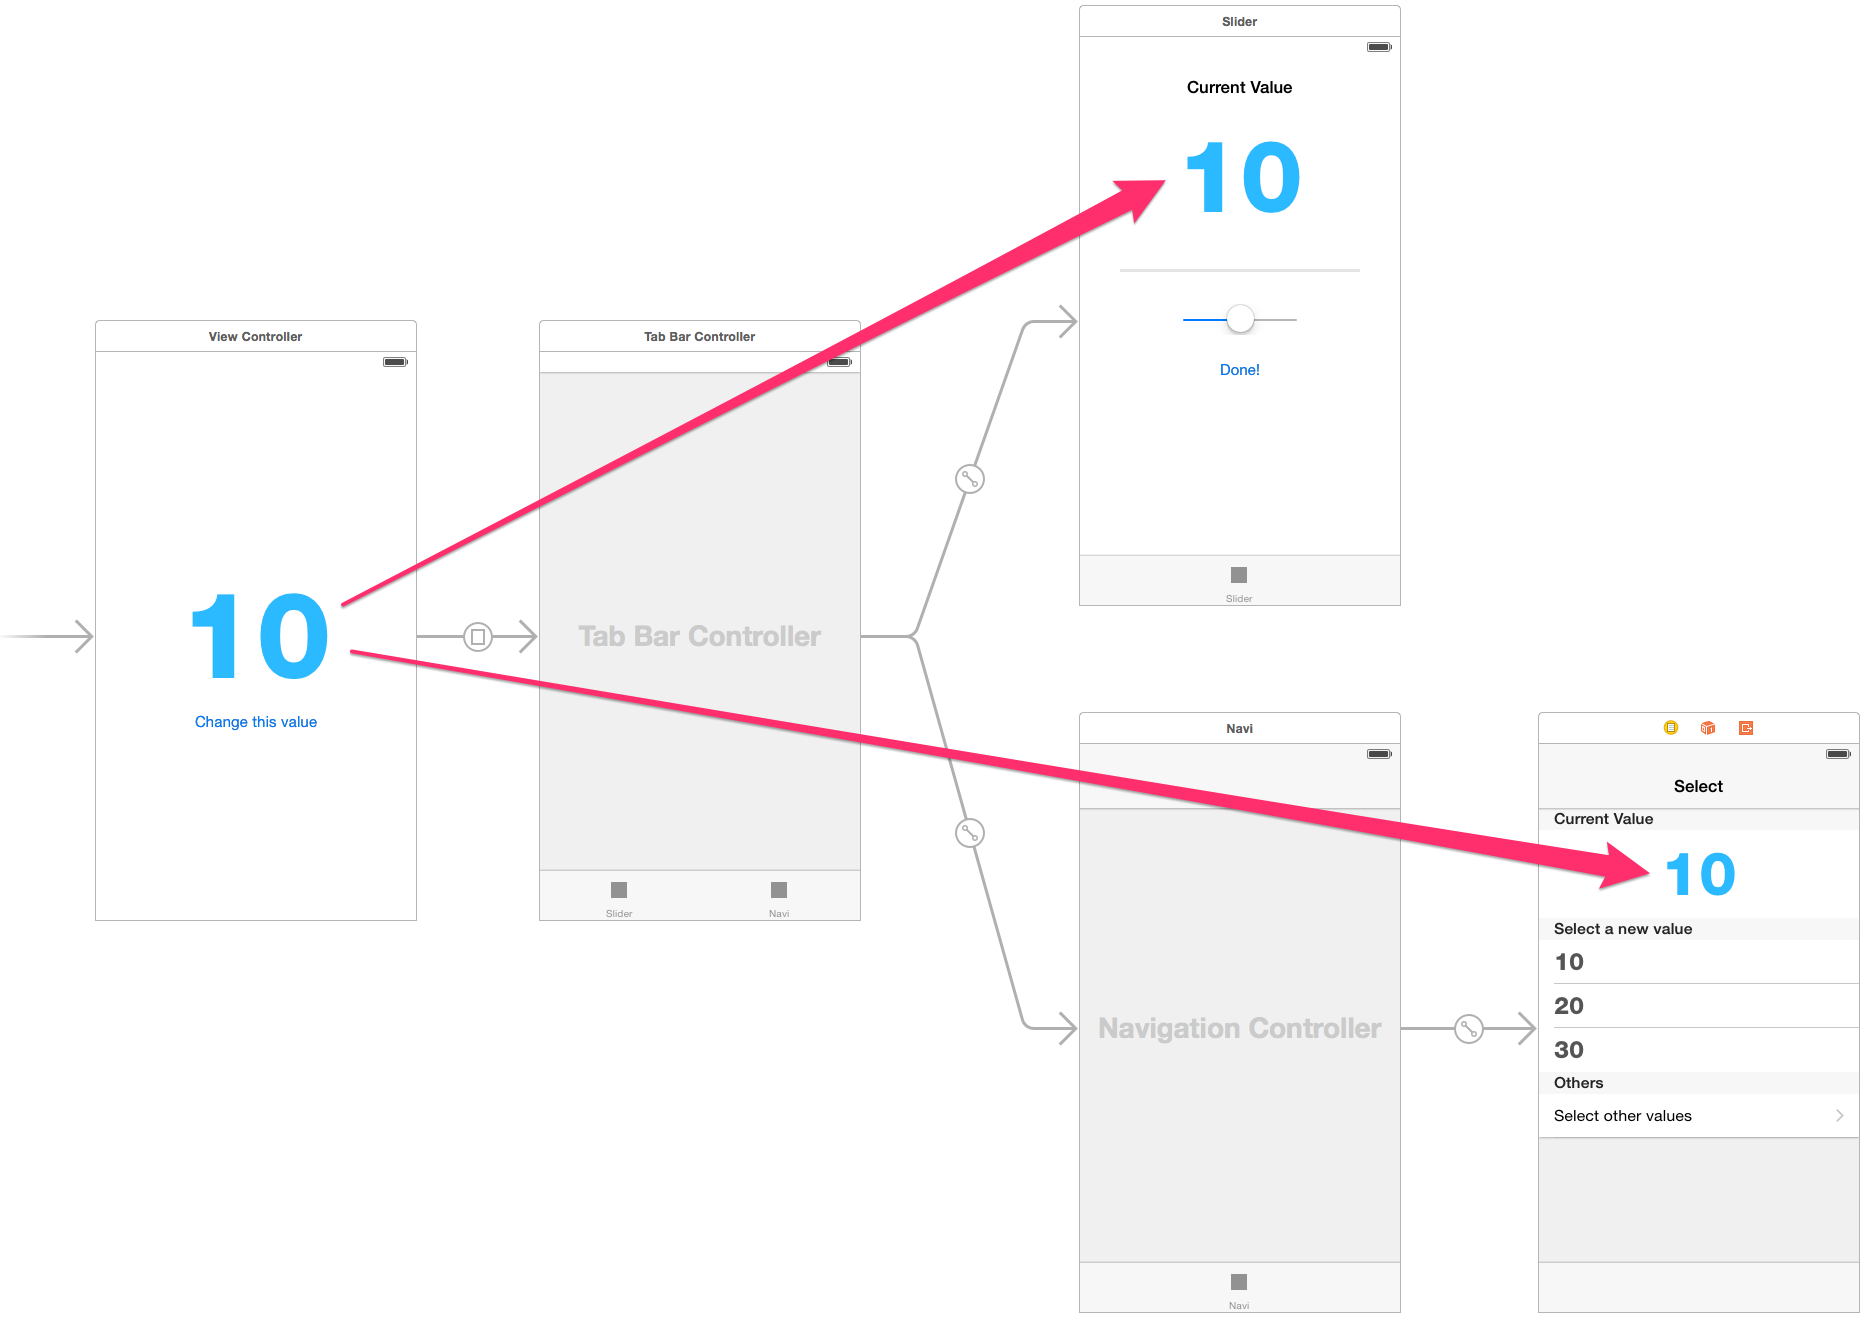 View Controller
10
Change this value
Tab Bar Controller
Tab Bar Controller
Slider
Navi
Slider
Current Value
10
Done!
Slider
Navi
Navigation Controller
Navi
Select
Current Value
10
Select a new value
10
20
30
Others
Select other values